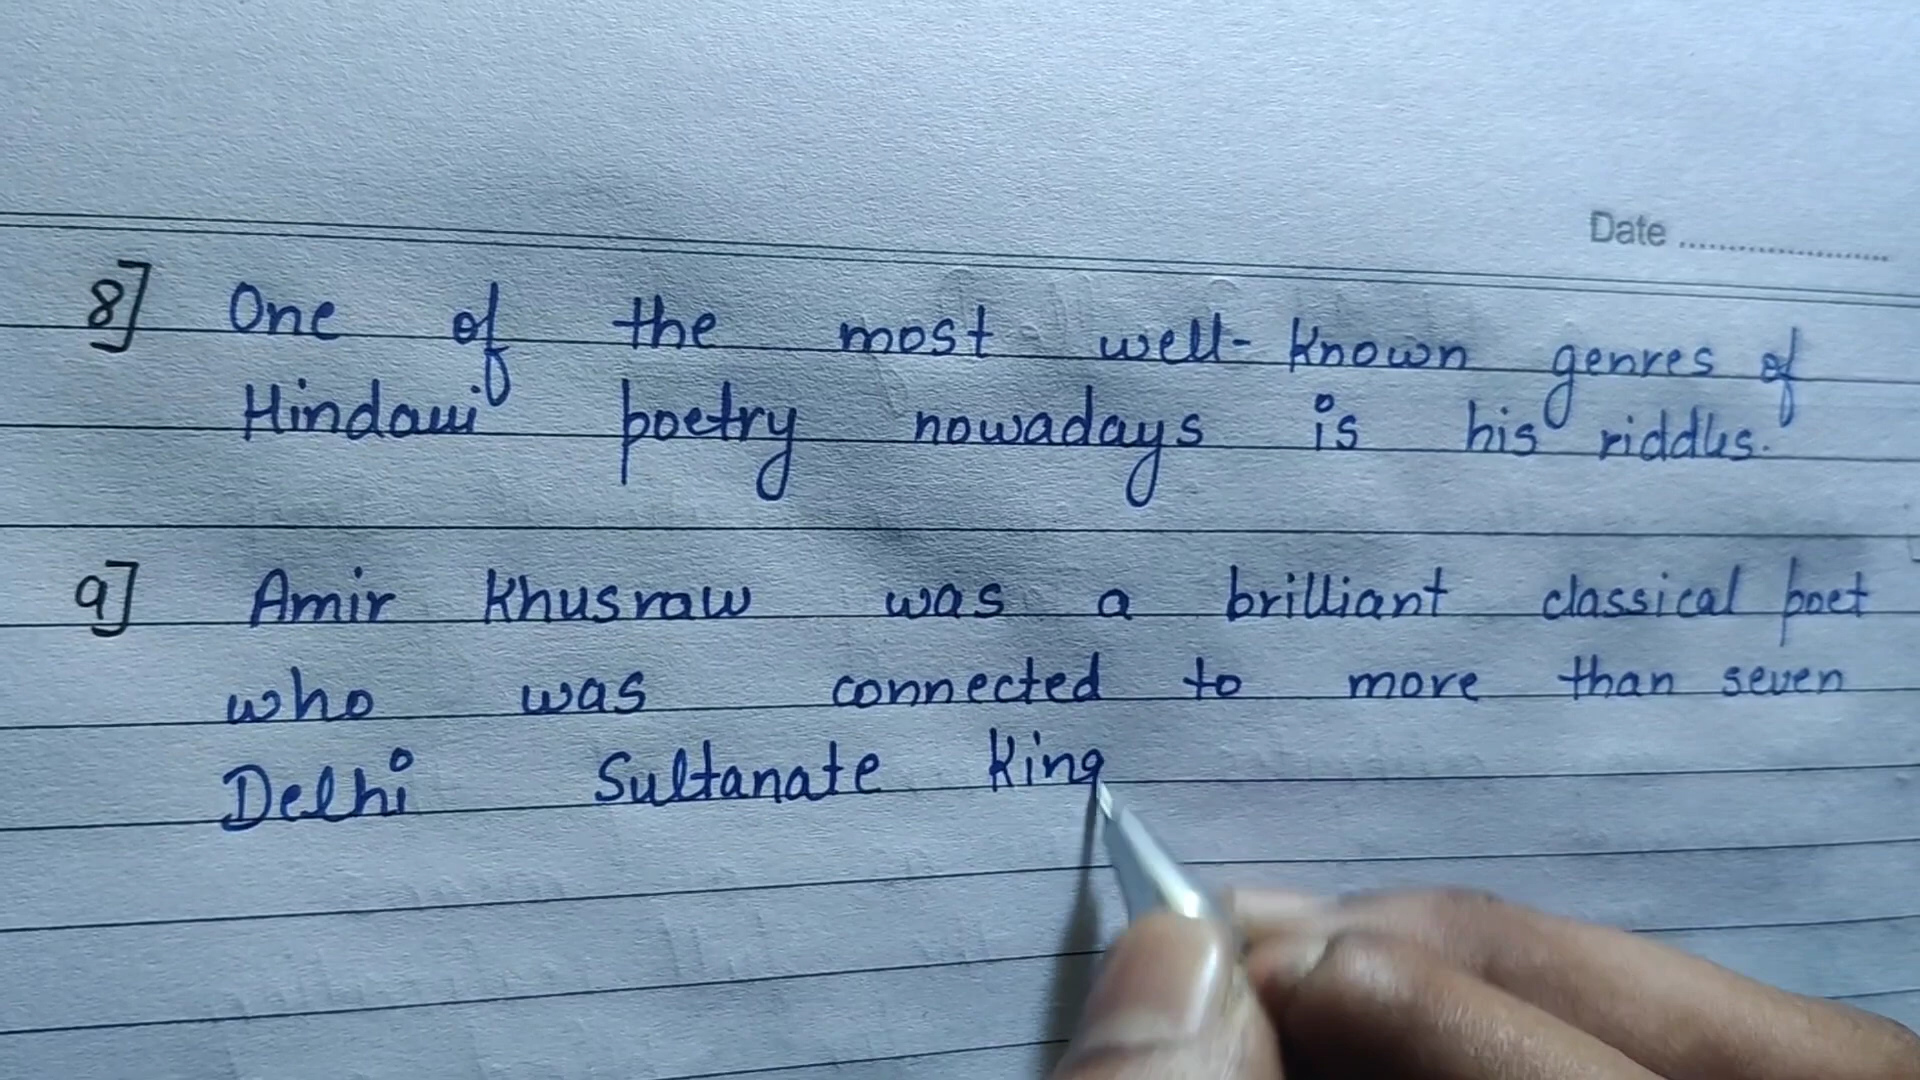 Date ....................
8] One of the most well-known genres of
Hindawi poetry nowadays is his riddles.
9] Amir Khusraw was a brilliant classical poet
who was connected to more than seven
Delhi Sultanate King